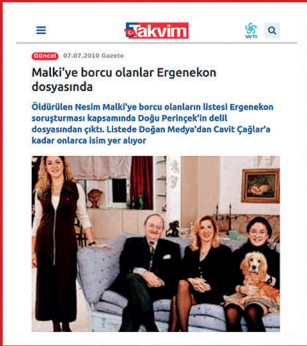 Takvim
Güncel 07.07.2010 Gazete
Malki'ye borcu olanlar Ergenekon
dosyasında
Öldürülen Nesim Malki'ye borcu olanların listesi Ergenekon
soruşturması kapsamında Doğu Perinçek'in delil
dosyasından çıktı. Listede Doğan Medya'dan Cavit Çağlar'a
kadar onlarca isim yer alıyor